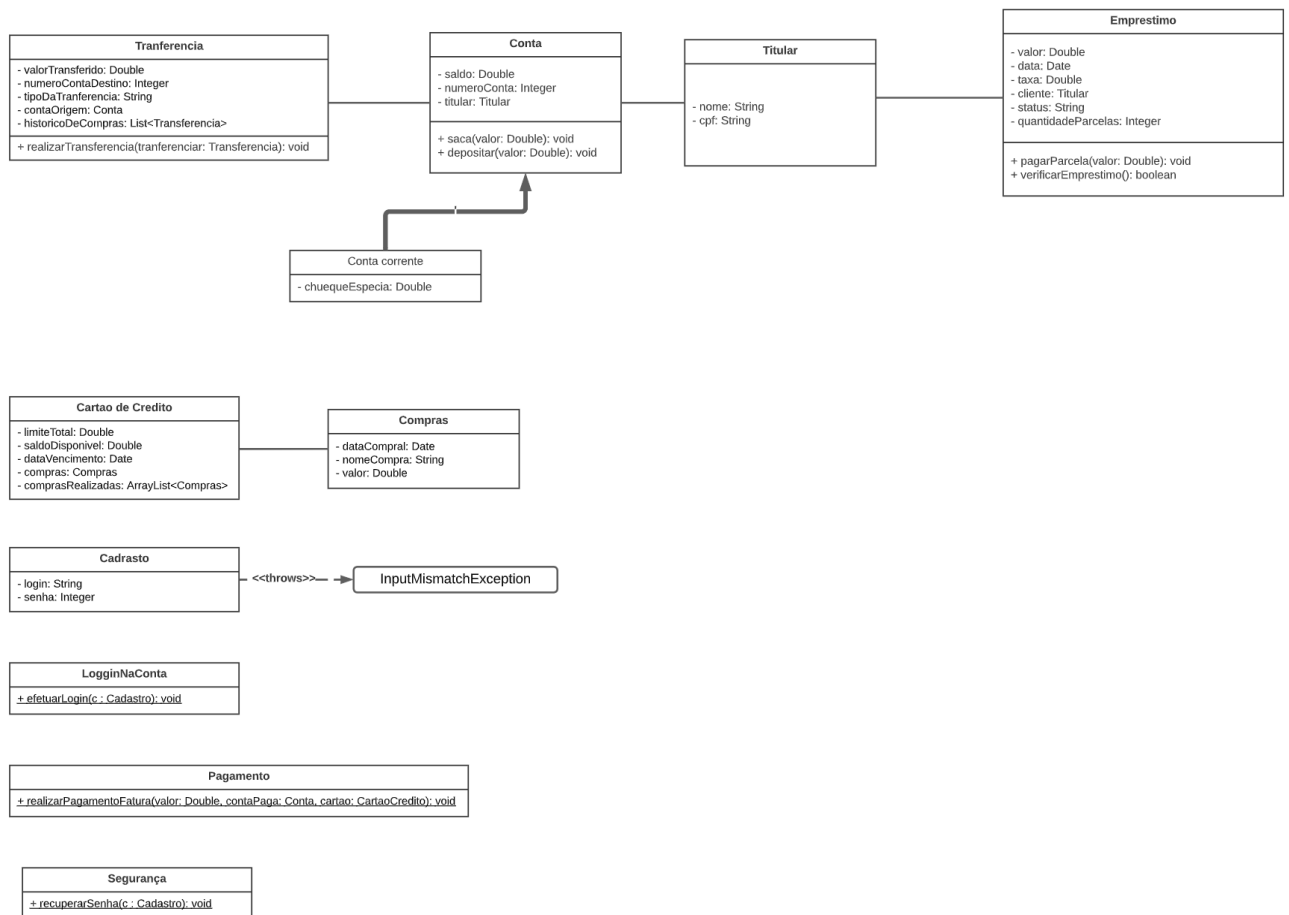 Tranferencia
- valorTransferido: Double
- numeroContaDestino: Integer
- tipoDaTranferencia: String
- contaOrigem: Conta
- historicoDeCompras: List<Transferencia>
+ realizarTransferencia(tranferenciar: Transferencia): void
Conta
- saldo: Double
- numeroConta: Integer
- titular: Titular
+ saca(valor: Double): void
+ depositar(valor: Double): void
Titular
- nome: String
- cpf: String
Emprestimo
- valor: Double
- data: Date
- taxa: Double
- cliente: Titular
- status: String
- quantidadeParcelas: Integer
+ pagarParcela(valor: Double): void
+ verificarEmprestimo(): boolean
Conta corrente
- chuequeEspecia: Double
Cartao de Credito
- limiteTotal: Double
- saldoDisponivel: Double
- dataVencimento: Date
- compras: Compras
- comprasRealizadas: ArrayList<Compras>
Compras
- dataCompral: Date
- nomeCompra: String
- valor: Double
Cadrasto
- login: String
- senha: Integer
<<throws>>
InputMismatchException
LogginNaConta
+ efetuarLogin(c : Cadastro): void
Pagamento
+ realizarPagamentoFatura(valor: Double, contaPaga: Conta, cartao: CartaoCredito): void
Segurança
+ recuperarSenha(c : Cadastro): void